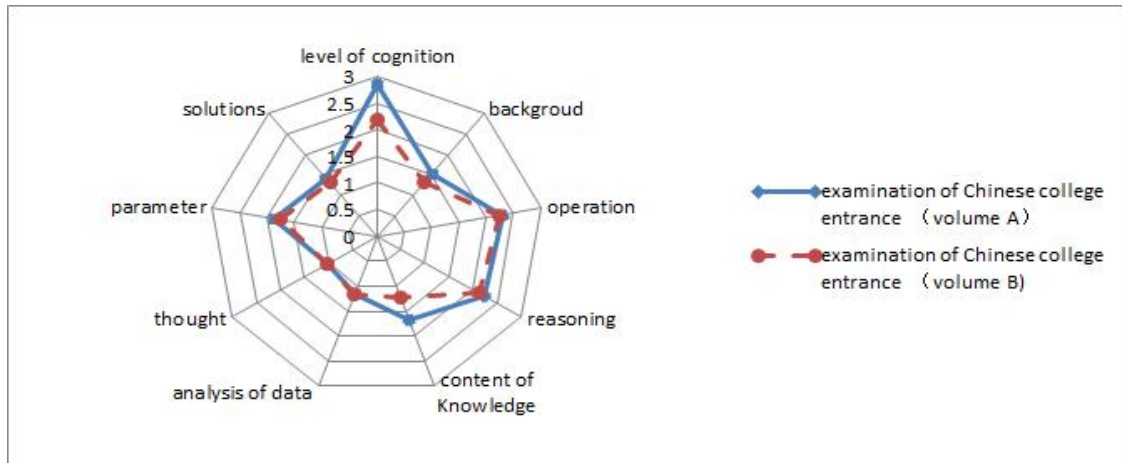 level of cognition
3
2.5
2
1.5
1
0.5
0
backgroud
operation
reasoning
content of
Knowledge
analysis of data
thought
parameter
solutions
examination of Chinese college
entrance （volume A）
examination of Chinese college
entrance （volume B)